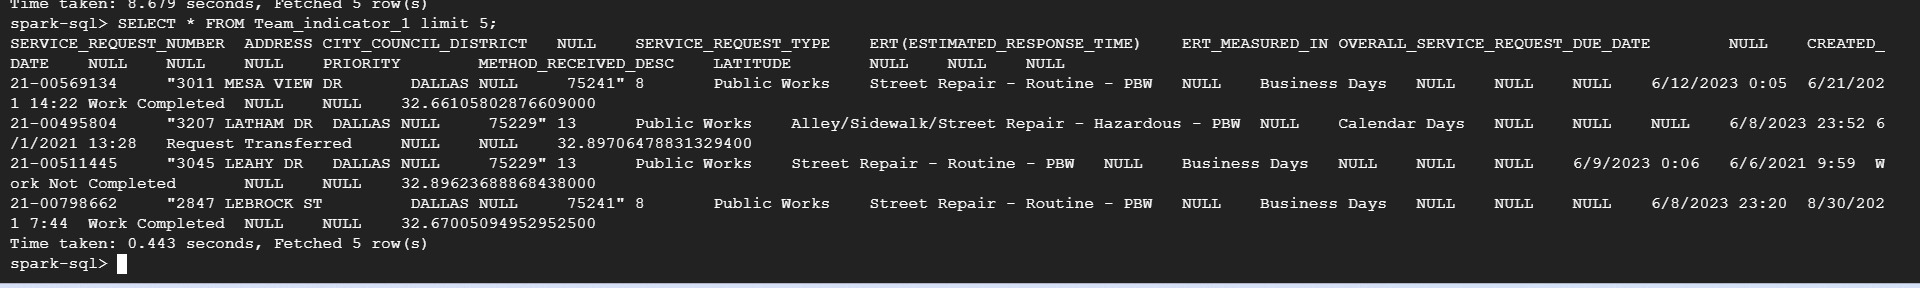 Time taken: 8.679 seconds, Fetched 5 row(s)
spark-sql> SELECT * FROM Team_indicator_1 limit 5;
SERVICE_REQUEST_NUMBER  ADDRESS CITY_COUNCIL_DISTRICT   NULL    SERVICE_REQUEST_TYPE    ERT(ESTIMATED_RESPONSE_TIME)    ERT_MEASURED_IN OVERALL_SERVICE_REQUEST_DUE_DATE        NULL    CREATED_
DATE    NULL    NULL    NULL    PRIORITY        METHOD_RECEIVED_DESC    LATITUDE        NULL    NULL    NULL
21-00569134     "3011 MESA VIEW DR       DALLAS NULL     75241" 8       Public Works    Street Repair - Routine - PBW   NULL    Business Days   NULL    NULL    NULL    6/12/2023 0:05  6/21/202
1 14:22 Work Completed  NULL    NULL    32.66105802876609000
21-00495804     "3207 LATHAM DR  DALLAS NULL     75229" 13      Public Works    Alley/Sidewalk/Street Repair - Hazardous - PBW  NULL    Calendar Days   NULL    NULL    NULL    6/8/2023 23:52 6
/1/2021 13:28   Request Transferred     NULL    NULL    32.89706478831329400
21-00511445     "3045 LEAHY DR   DALLAS NULL     75229" 13      Public Works    Street Repair - Routine - PBW   NULL    Business Days   NULL    NULL    NULL    6/9/2023 0:06   6/6/2021 9:59  W
ork Not Completed       NULL    NULL    32.89623688868438000
21-00798662     "2847 LEBROCK ST         DALLAS NULL     75241" 8       Public Works    Street Repair - Routine - PBW   NULL    Business Days   NULL    NULL    NULL    6/8/2023 23:20  8/30/202
1 7:44  Work Completed  NULL    NULL    32.67005094952952500
Time taken: 0.443 seconds, Fetched 5 row(s)
spark-sql>